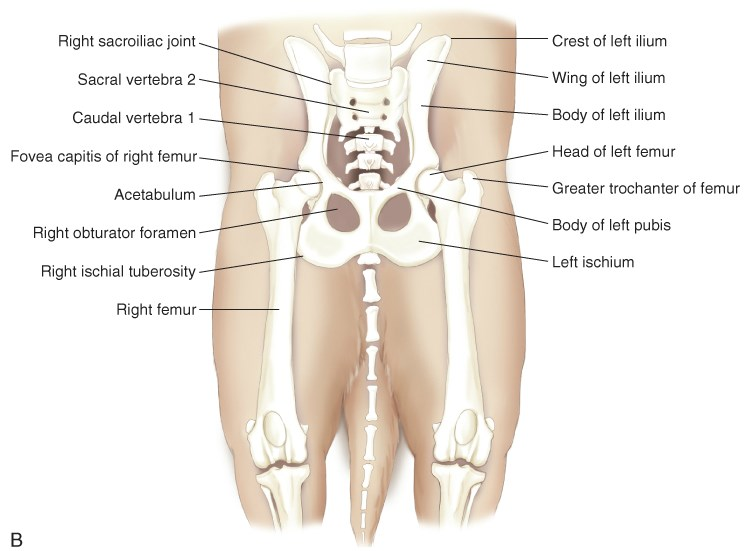 Right sacroiliac joint
Sacral vertebra 2
Caudal vertebra 1
Fovea capitis of right femur
Acetabulum
Right obturator foramen
Right ischial tuberosity
Right femur
Crest of left ilium
Wing of left ilium
Body of left ilium
Head of left femur
Greater trochanter of femur
Body of left pubis
Left ischium
B